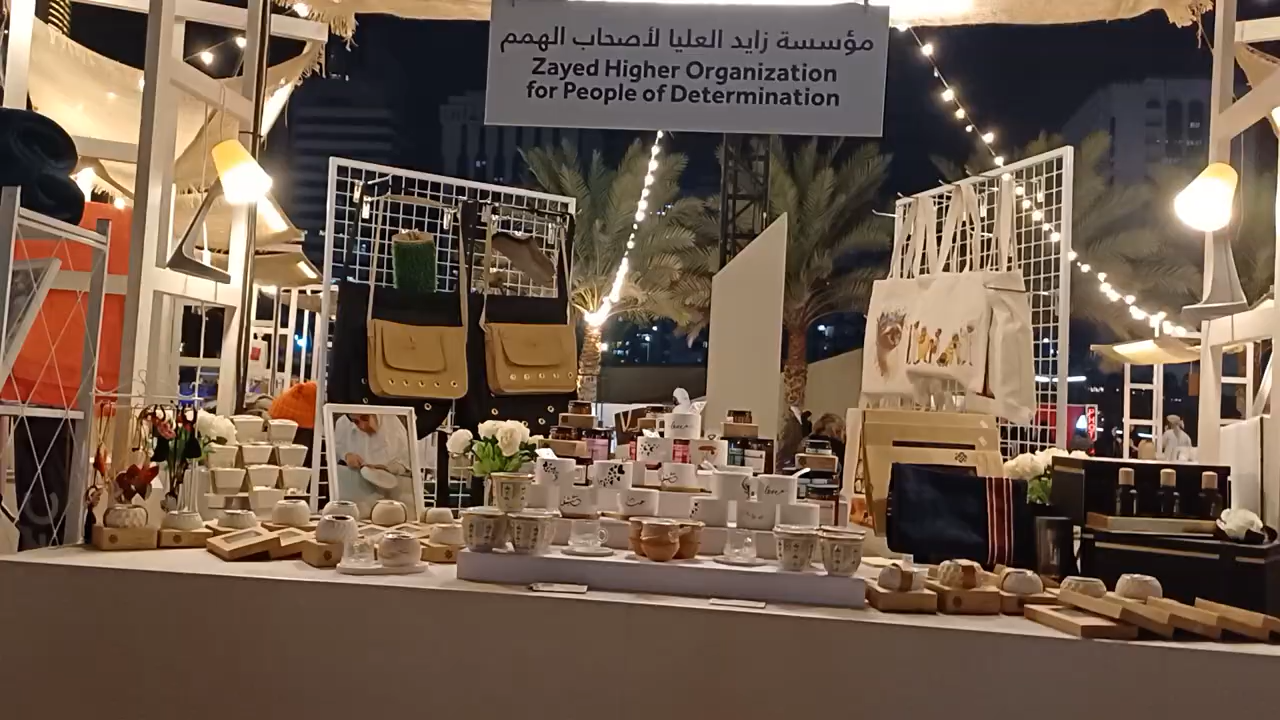 مؤسسة زايد العليا لأصحاب الهمم
Zayed Higher Organization
for People of Determination